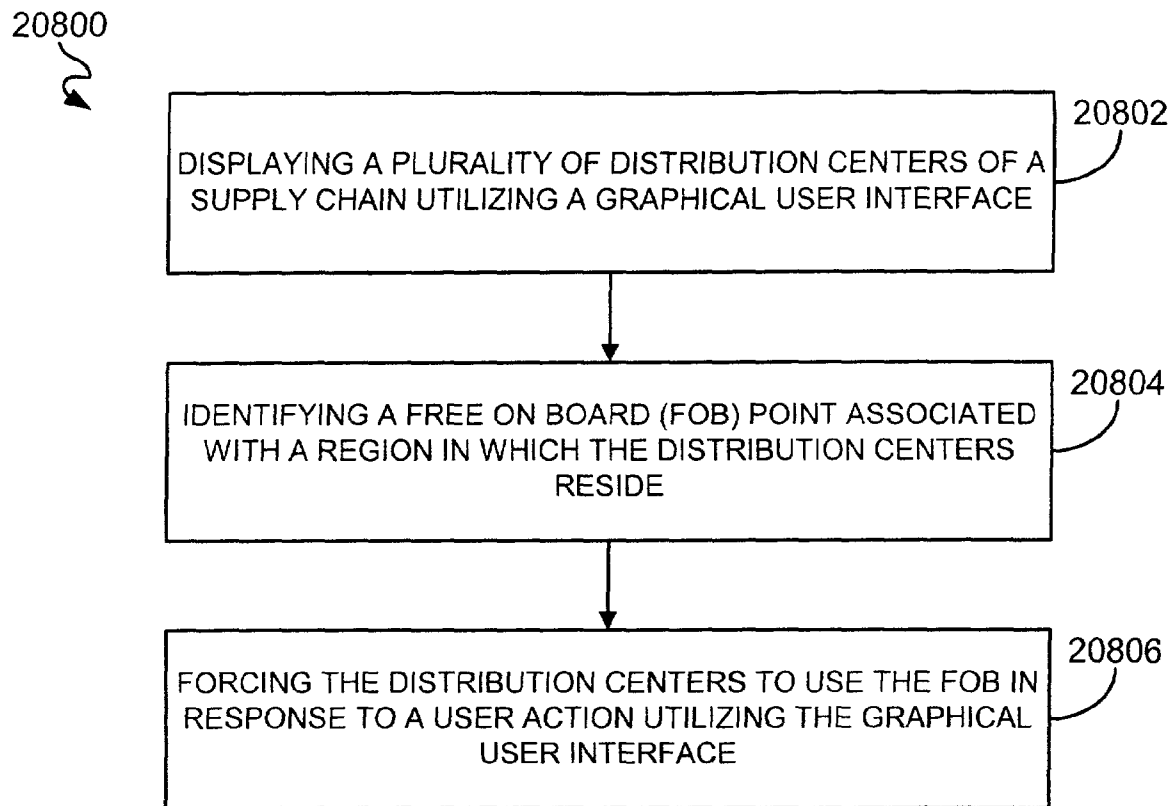 20800
20802
DISPLAYING A PLURALITY OF DISTRIBUTION CENTERS OF A
SUPPLY CHAIN UTILIZING A GRAPHICAL USER INTERFACE
20804
IDENTIFYING A FREE ON BOARD (FOB) POINT ASSOCIATED
WITH A REGION IN WHICH THE DISTRIBUTION CENTERS
RESIDE
20806
FORCING THE DISTRIBUTION CENTERS TO USE THE FOB IN
RESPONSE TO A USER ACTION UTILIZING THE GRAPHICAL
USER INTERFACE